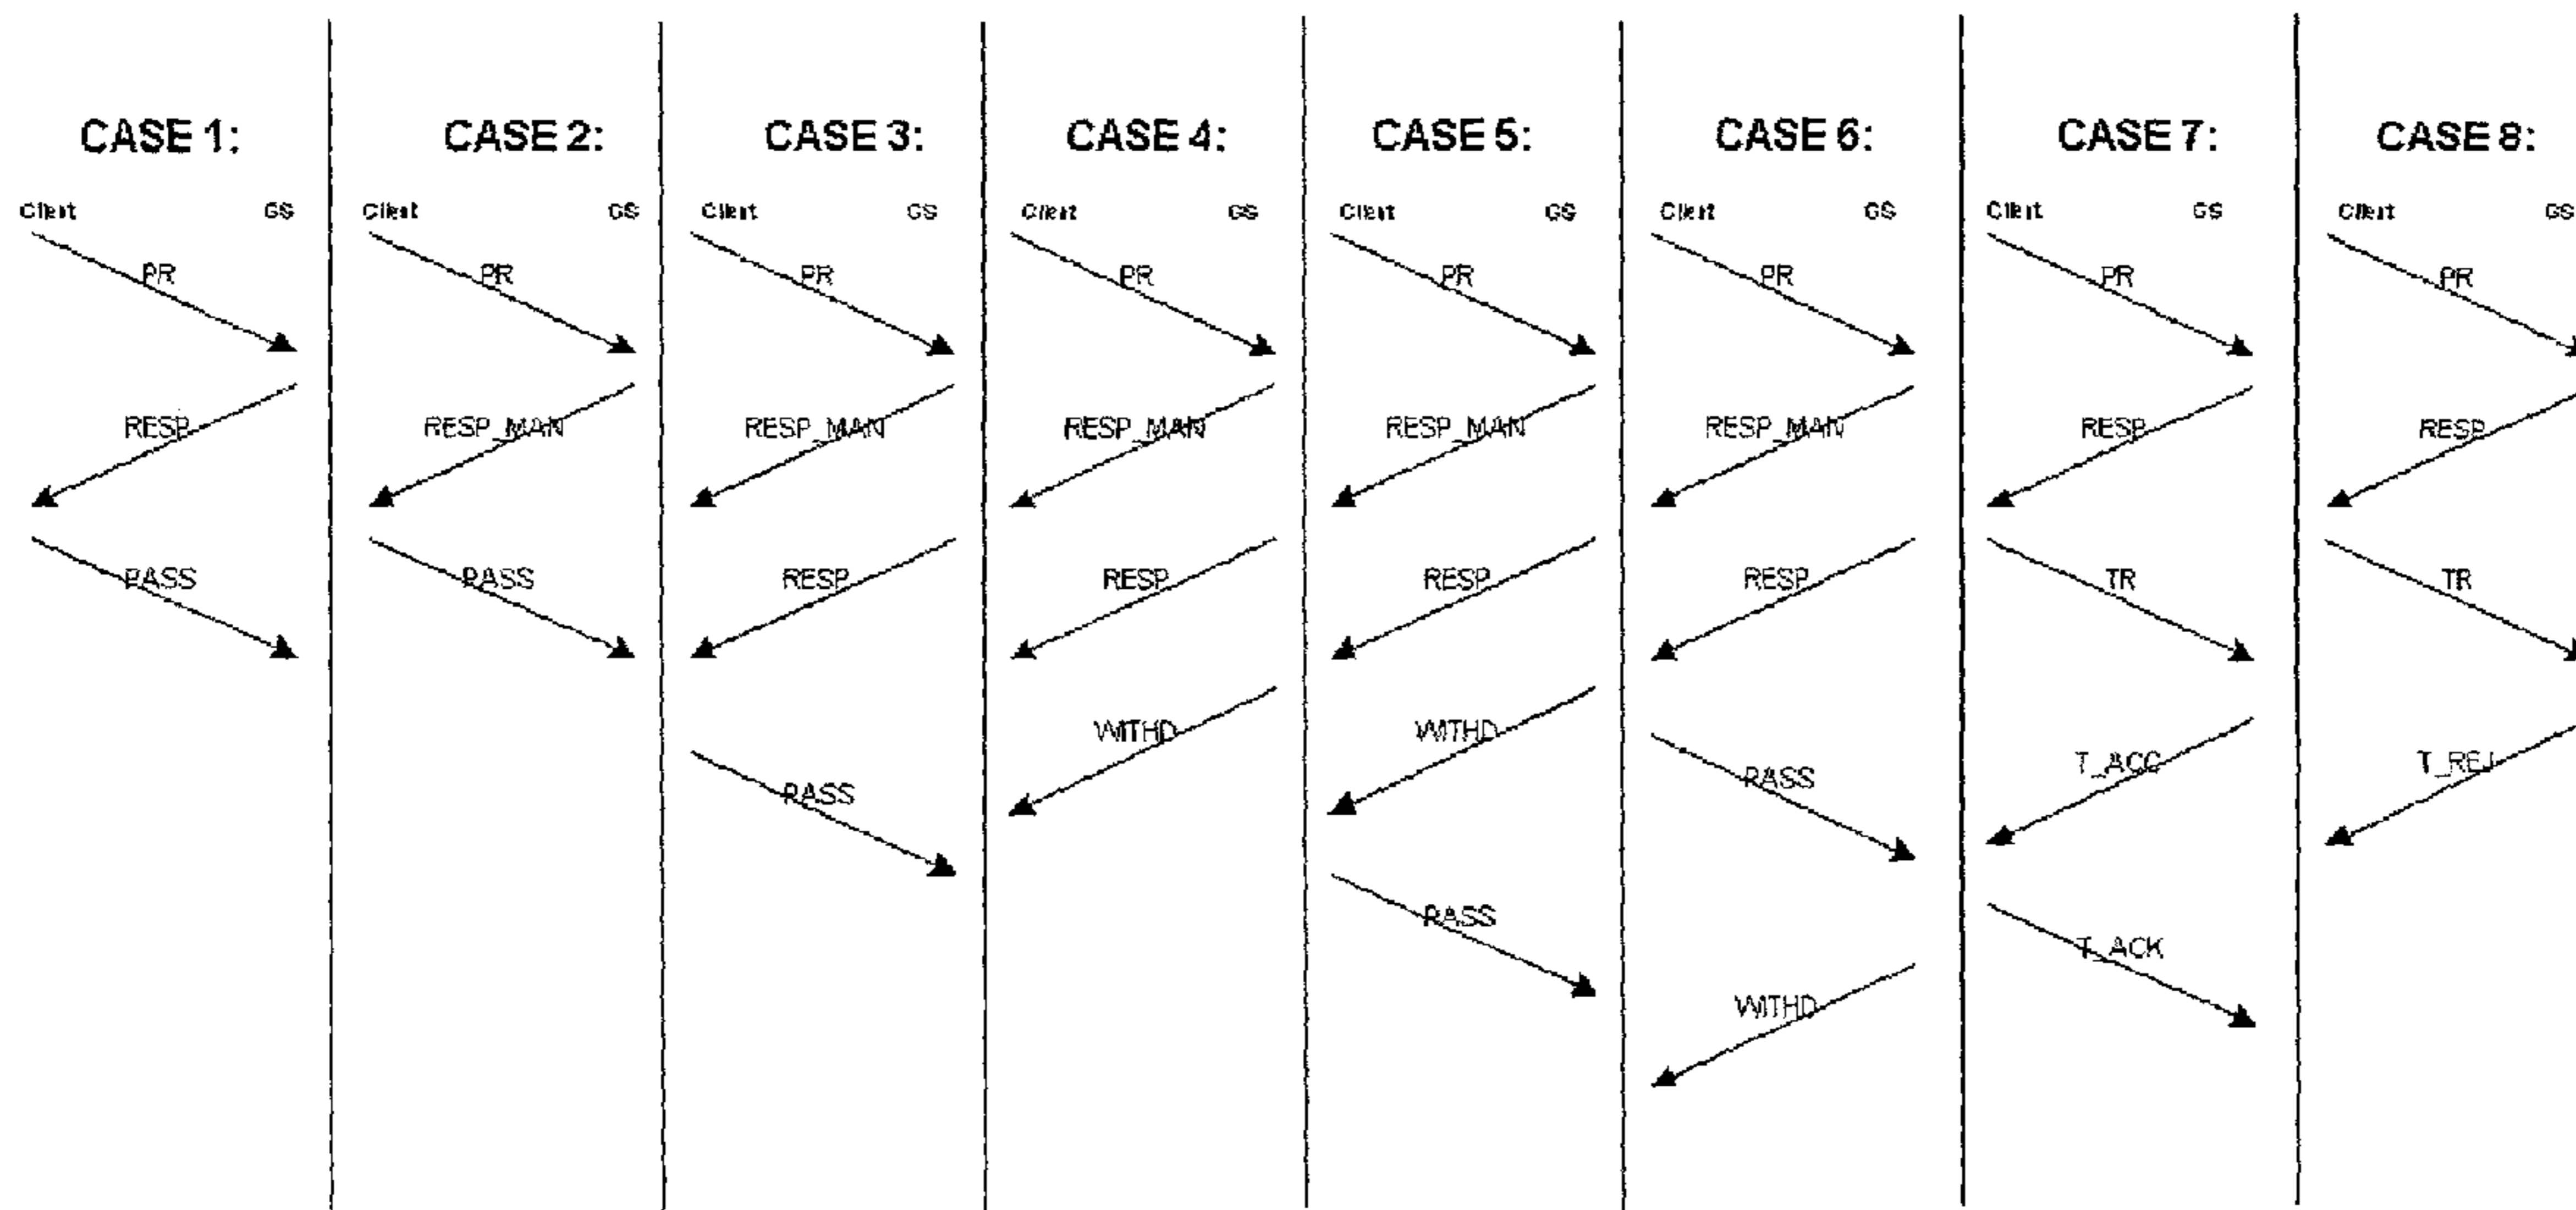 CASE 1: CASE 2: CASE 3: CASE 4: CASE 5: CASE 6: CASE 7: CASE 8:
Client GS Client GS Client GS Client GS Client GS Client GS Client GS Client GS
PR PR PR PR PR PR PR PR
RESP RESP_MAN RESP_MAN RESP_MAN RESP_MAN RESP_MAN RESP RESP
PASS PASS RESP RESP RESP RESP TR TR
WITHD WITHD
PASS PASS T_ACC T_REJ
PASS T_ACK
WITHD